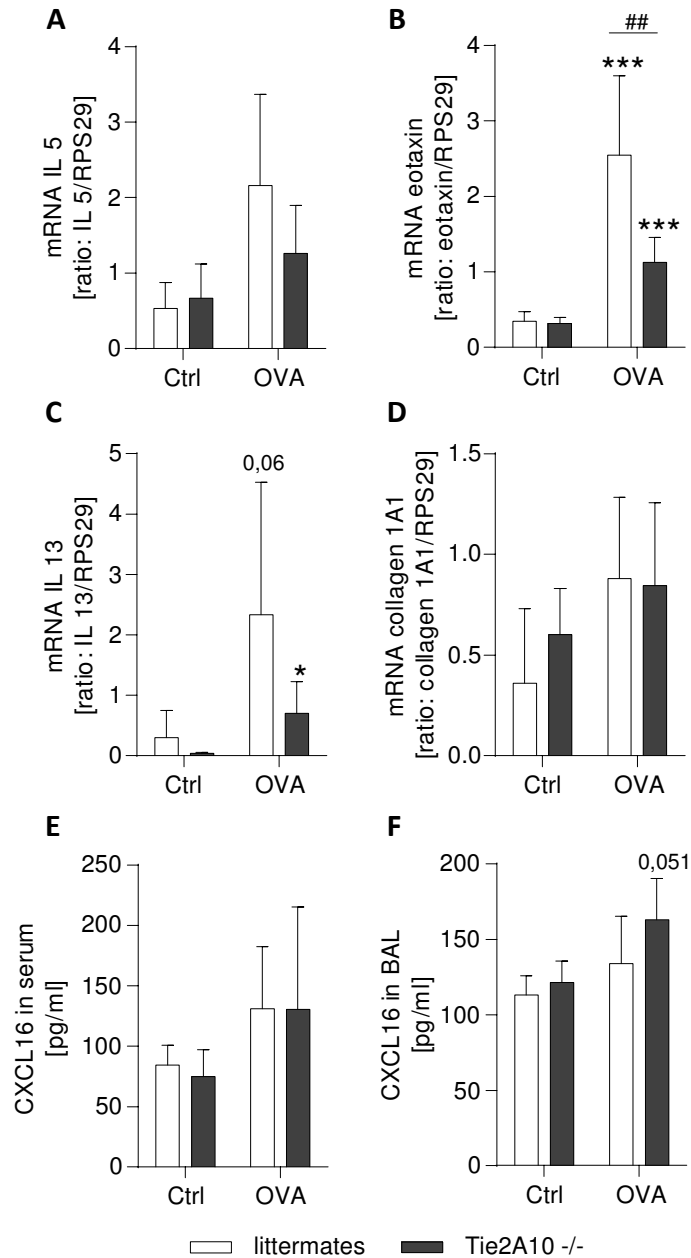 A
mRNA IL 5
[ratio: IL 5/RPS29]
4
3
2
1
0
Ctrl
OVA
B
##
***
***
mRNA eotaxin
[ratio: eotaxin/RPS29]
4
3
2
1
0
Ctrl
OVA
C
0,06
*
mRNA IL 13
[ratio: IL 13/RPS29]
5
4
3
2
1
0
Ctrl
OVA
D
mRNA collagen 1A1
[ratio: collagen 1A1/RPS29]
1.5
1.0
0.5
0.0
Ctrl
OVA
E
CXCL16 in serum
[pg/ml]
250
200
150
100
50
0
Ctrl
OVA
F
0,051
CXCL16 in BAL
[pg/ml]
200
150
100
50
0
Ctrl
OVA
littermates
Tie2A10 -/-